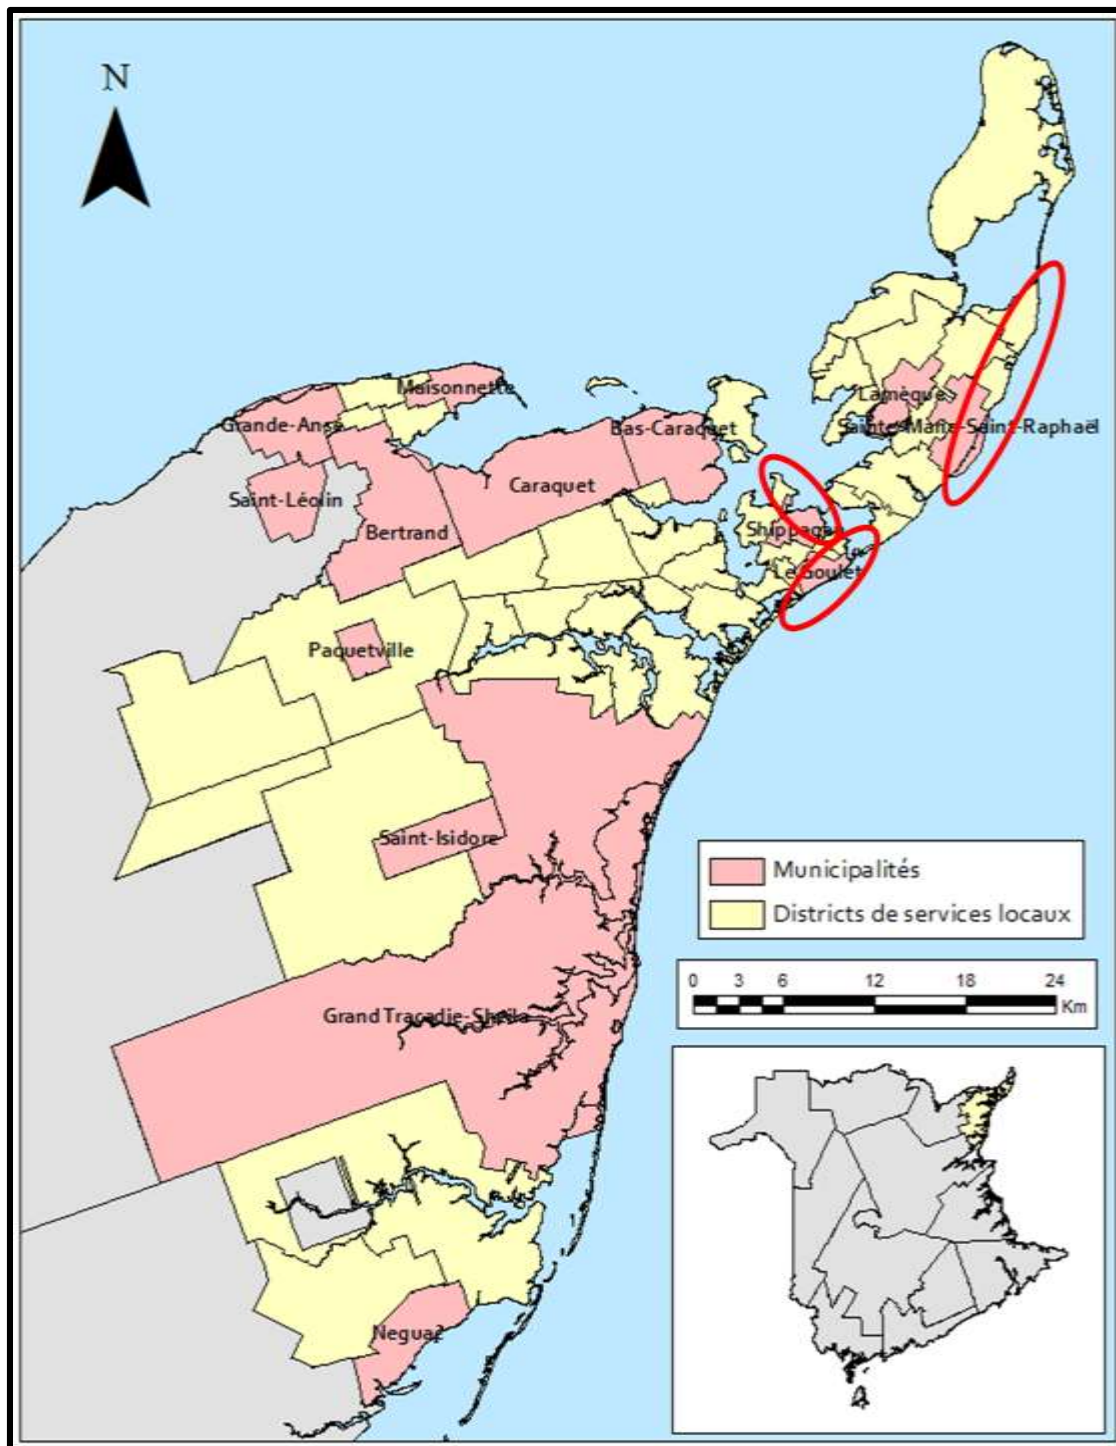 N
Maisonnette
Grande-Anse
Lamèque
Bas-Caraquet
Sainte-Marie-Saint-Raphaël
Saint-Léolin
Caraquet
Bertrand
Shippagan
Le Goulet
Paquetville
Saint-Isidore
Municipalités
Districts de services locaux
0 3 6 12 18 24
Km
Grand Tracadie-Sheila
Neguac